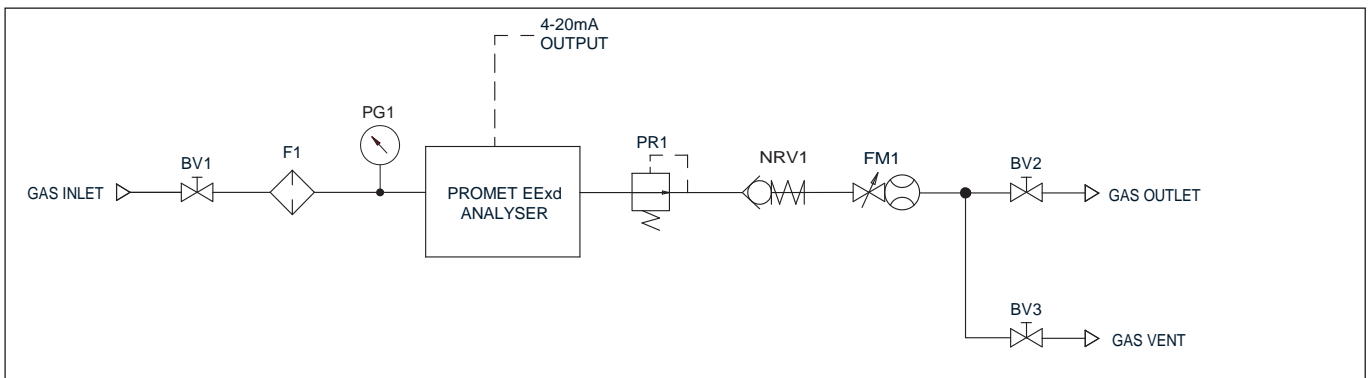 4-20mA
OUTPUT
PG1
BV1
F1
PR1
NRV1
FM1
BV2
GAS INLET
PROMET EExd
ANALYSER
GAS OUTLET
BV3
GAS VENT